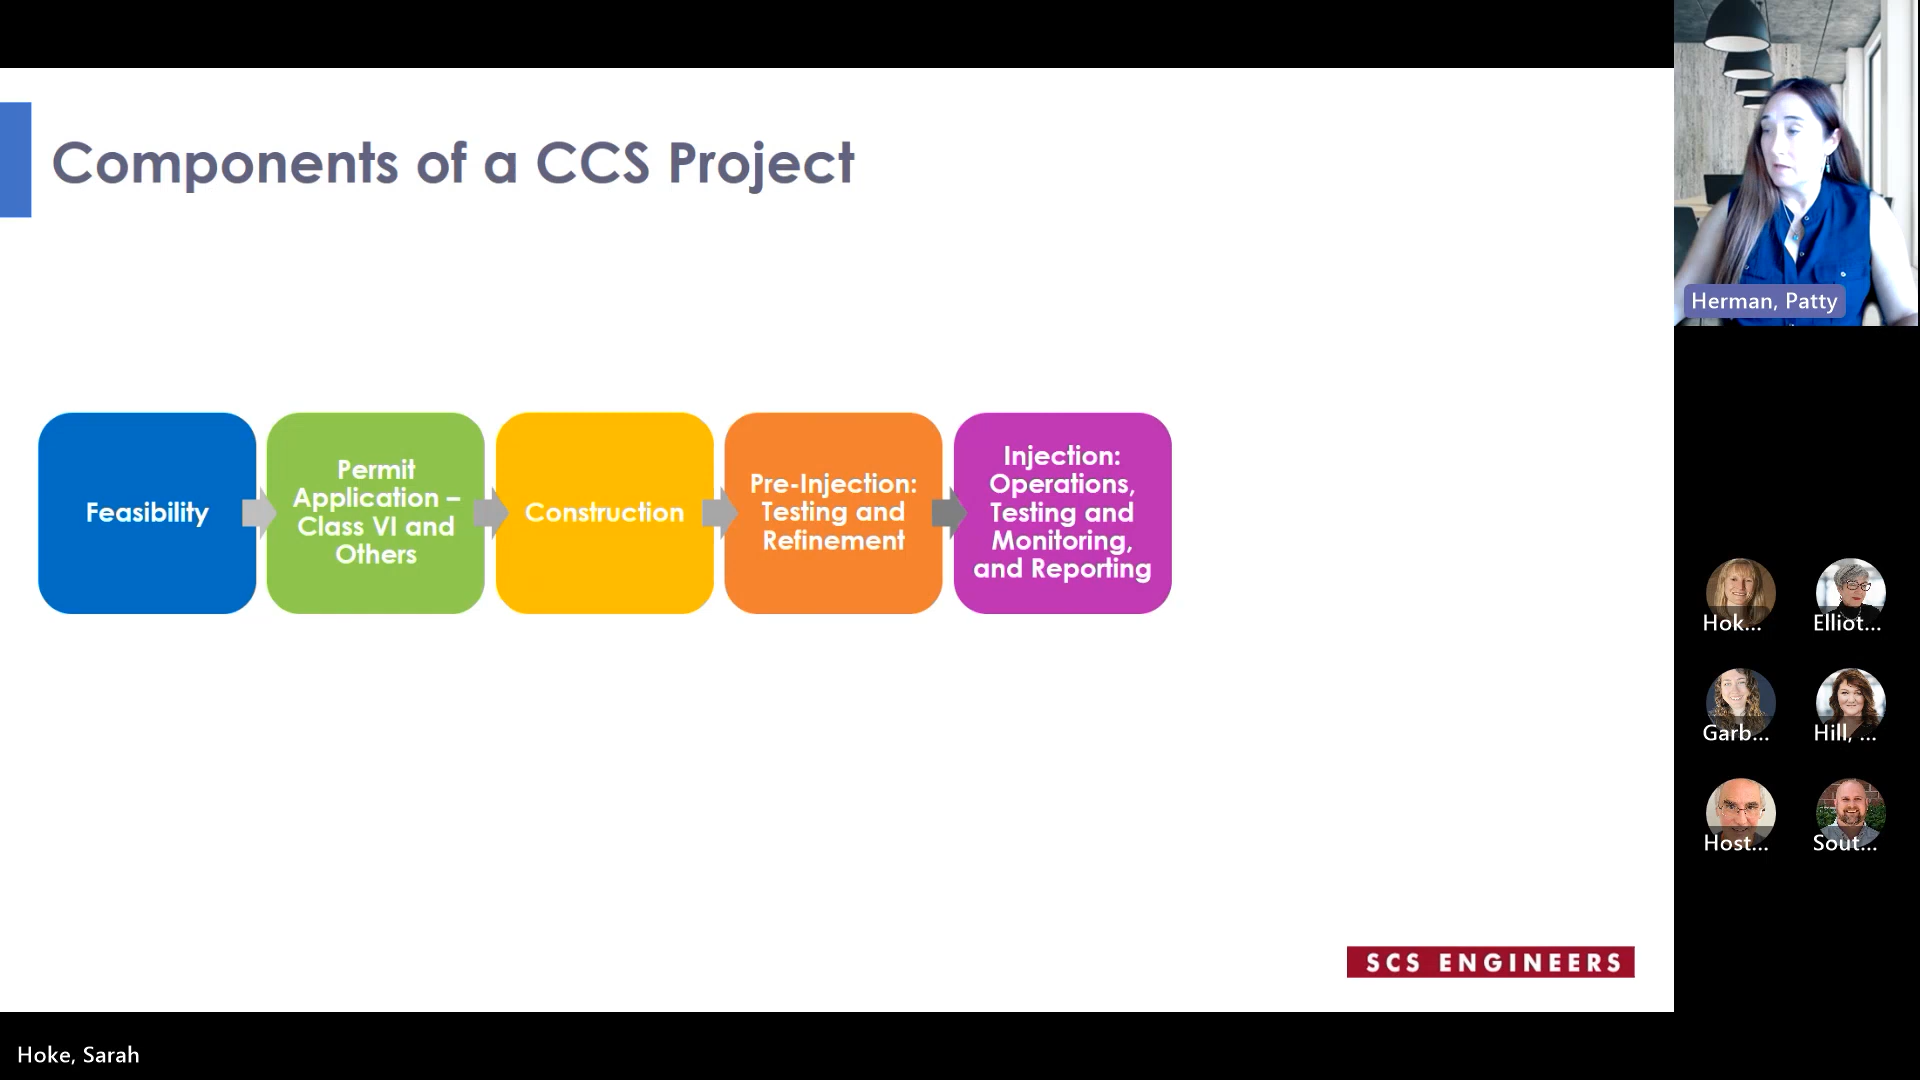 Components of a CCS Project
Herman, Patty
Feasibility
Permit
Application –
Class VI and
Others
Construction
Pre-Injection:
Testing and
Refinement
Injection:
Operations,
Testing and
Monitoring,
and Reporting
Hok...
Elliot...
Garb...
Hill, ...
Host...
Sout...
SCS ENGINEERS
Hoke, Sarah